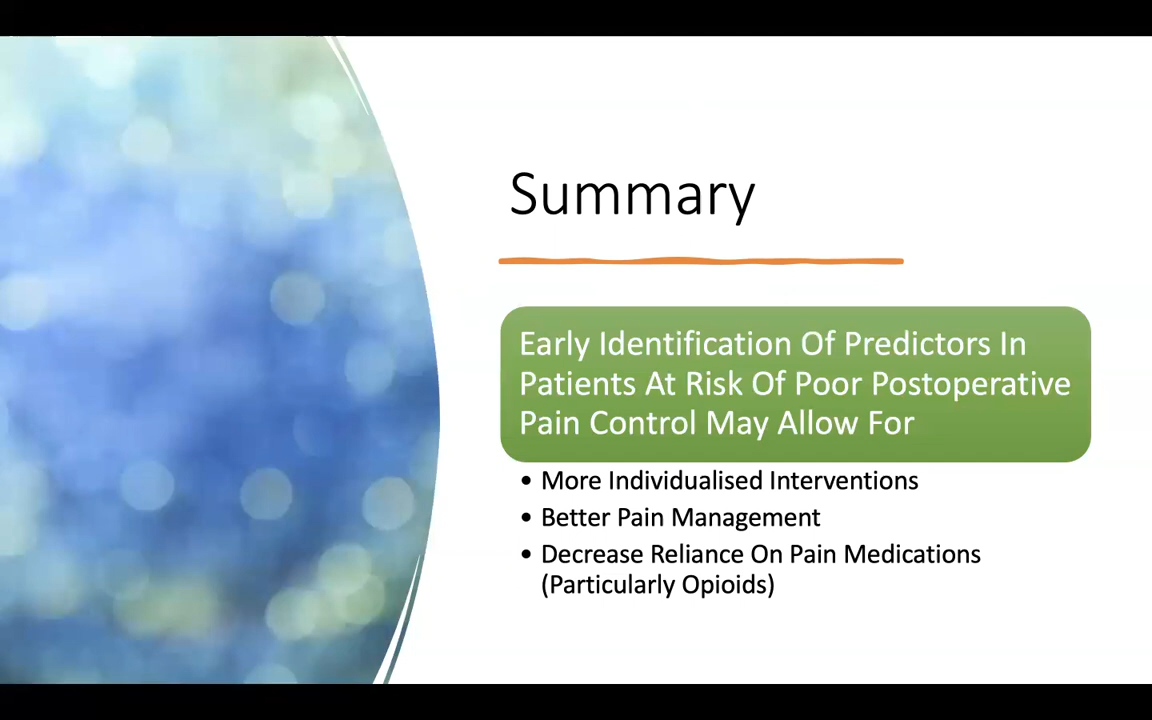 Summary
Early Identification Of Predictors In
Patients At Risk Of Poor Postoperative
Pain Control May Allow For
• More Individualised Interventions
• Better Pain Management
• Decrease Reliance On Pain Medications
(Particularly Opioids)